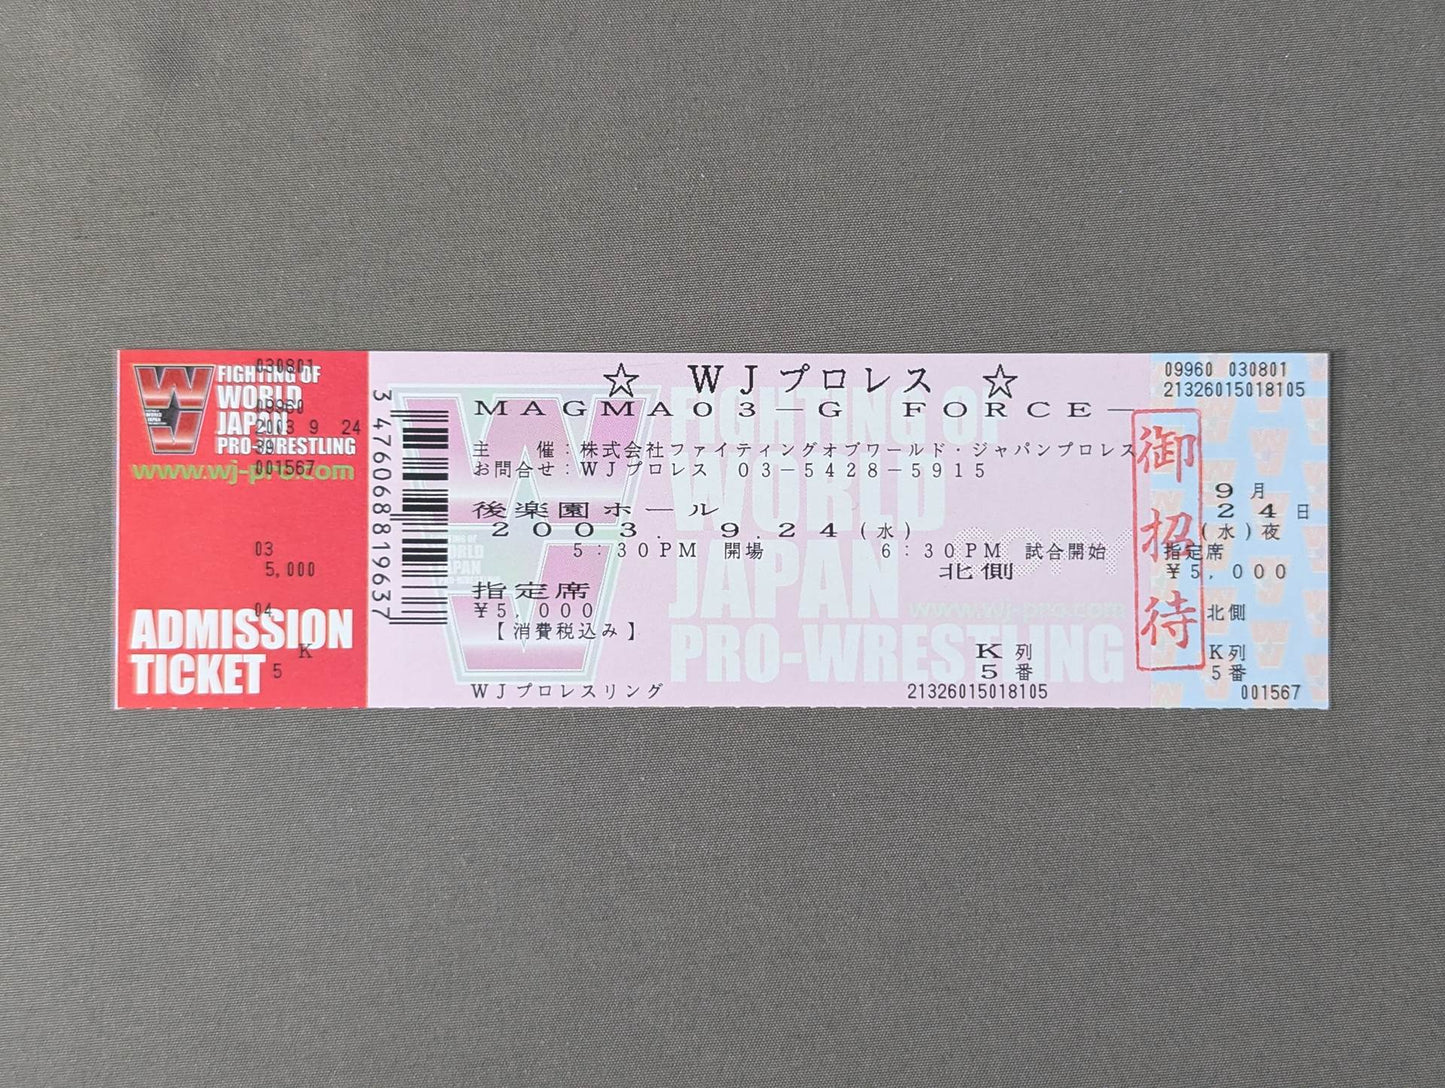 FIGHTING OF
WORLD
JAPAN
PRO-WRESTLING
www.wj-pro.com
030801
09960
2003 9 24
39
001567
03
5,000
04
K
5
ADMISSION
TICKET
3 476068 819637
☆ WJプロレス ☆
MAGMA03－G FORCE－
主 催：株式会社ファイティングオブワールド・ジャパンプロレス
お問合せ：WJプロレス 03－5428－5915
後楽園ホール
2003. 9.24(水)
5：30PM 開場 6：30PM 試合開始
北側
指定席
￥5，000
【消費税込み】
K列
5番
WJプロレスリング 21326015018105
FIGHTING OF
WORLD
JAPAN
PRO-WRESTLING
www.wj-pro.com
御招待
09960 030801
21326015018105
9月
24日
(水)夜
指定席
￥5，000
北側
K列
5番
001567